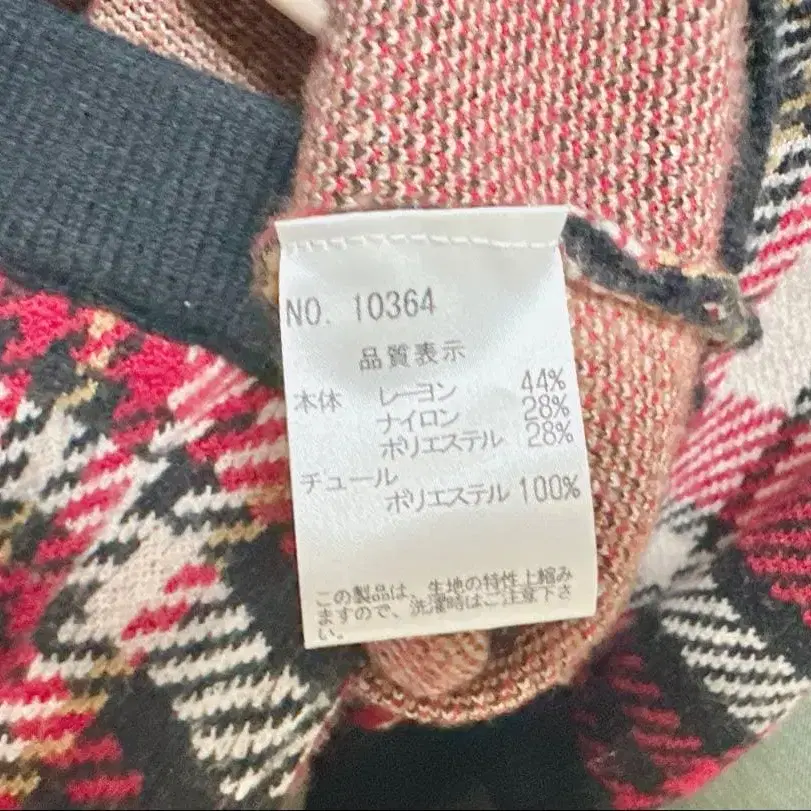 NO. 10364
品質表示
本体 レーヨン 44%
ナイロン 28%
ポリエステル 28%
チュール
ポリエステル 100%
この製品は、生地の特性上縮み
ますので、洗濯時はご注意下さ
い。